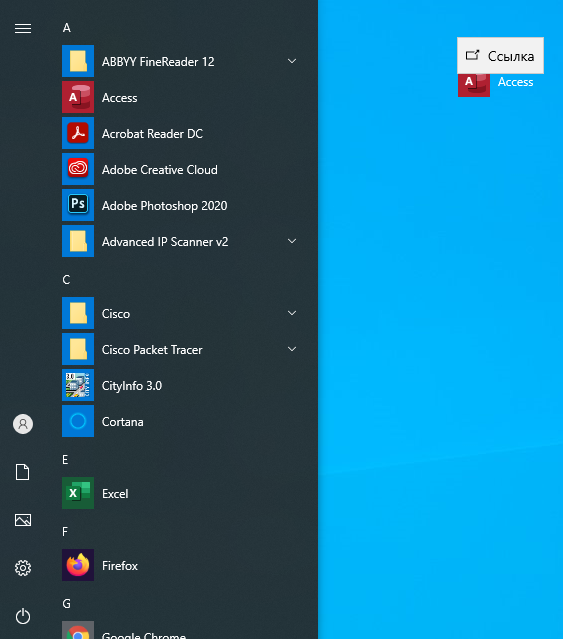 A
ABBYY FineReader 12
Access
Acrobat Reader DC
Adobe Creative Cloud
Ps
Adobe Photoshop 2020
Advanced IP Scanner v2
C
Cisco
Cisco Packet Tracer
CityInfo 3.0
Cortana
E
Excel
F
Firefox
G
Google Chrome
Ссылка
Access